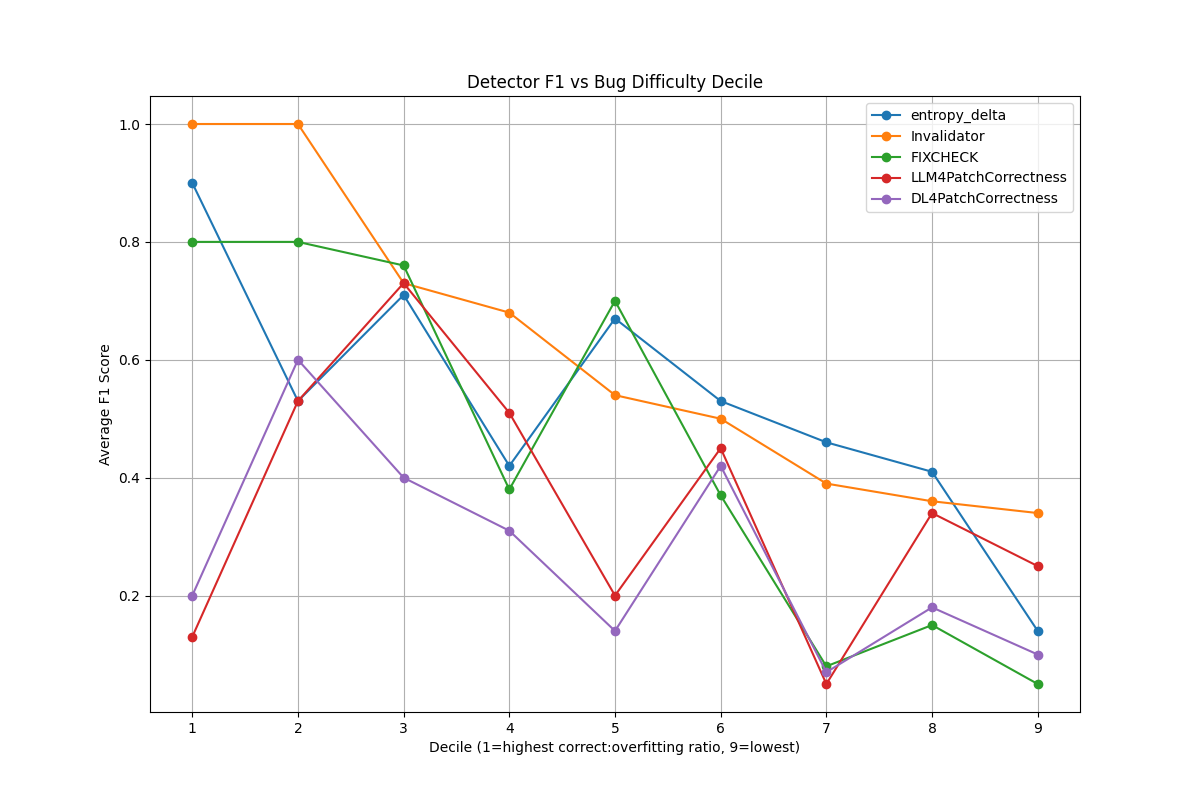 Detector F1 vs Bug Difficulty Decile
entropy_delta
Invalidator
FIXCHECK
LLM4PatchCorrectness
DL4PatchCorrectness
Average F1 Score
1.0
0.8
0.6
0.4
0.2
1 2 3 4 5 6 7 8 9
Decile (1=highest correct:overfitting ratio, 9=lowest)